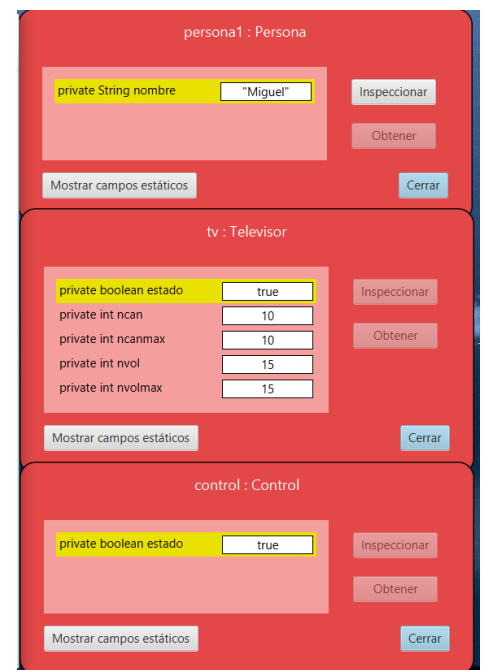 persona1 : Persona
private String nombre "Miguel" Inspeccionar
Obtener
Mostrar campos estáticos Cerrar
tv : Televisor
private boolean estado true Inspeccionar
private int ncan 10
private int ncanmax 10 Obtener
private int nvol 15
private int nvolmax 15
Mostrar campos estáticos Cerrar
control : Control
private boolean estado true Inspeccionar
Obtener
Mostrar campos estáticos Cerrar